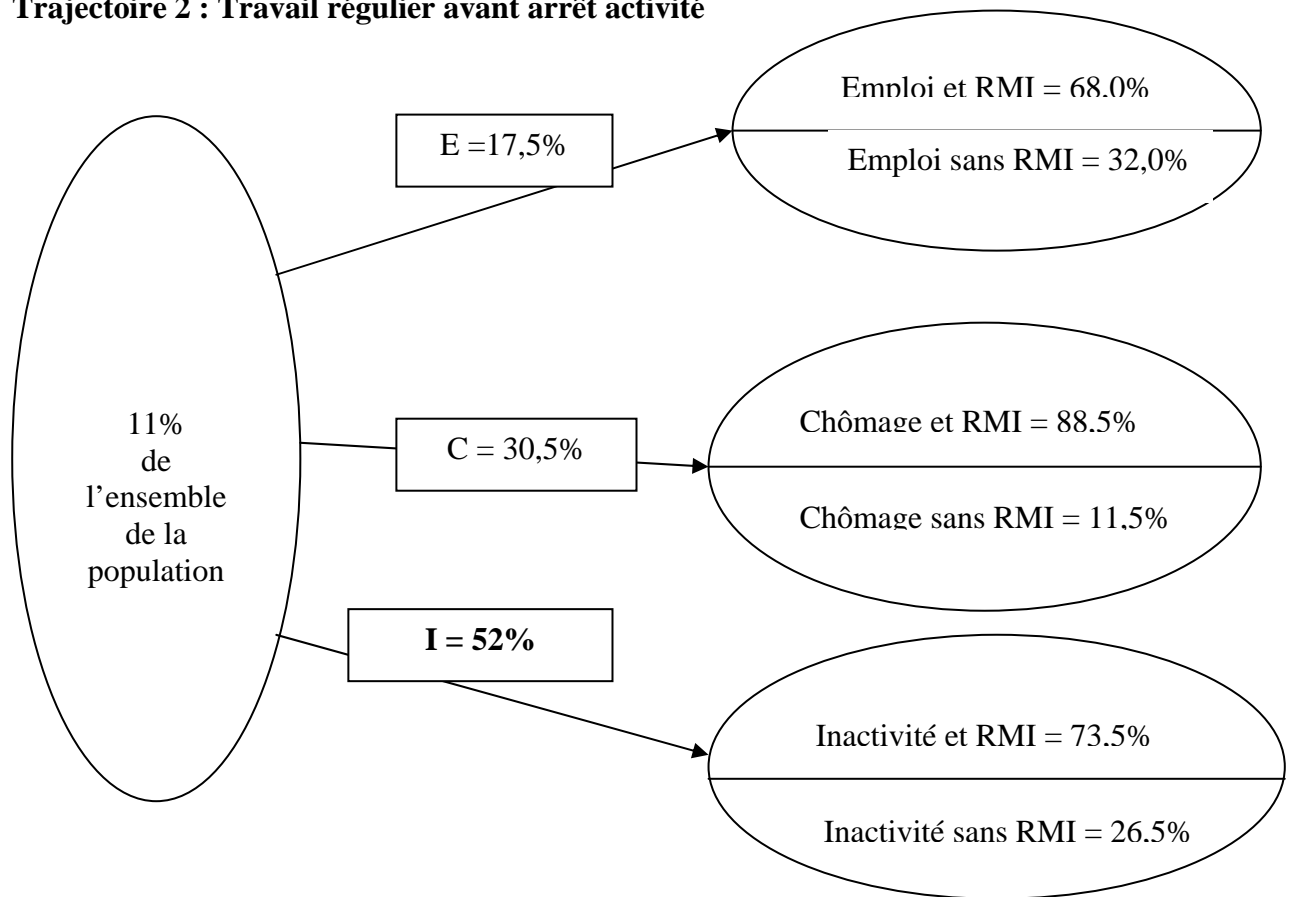 Trajectoire 2 : Travail régulier avant arrêt activité
Emploi et RMI = 68,0%
E =17,5%
Emploi sans RMI = 32,0%
11%
de
l’ensemble
de la
population
Chômage et RMI = 88,5%
C = 30,5%
Chômage sans RMI = 11,5%
I = 52%
Inactivité et RMI = 73,5%
Inactivité sans RMI = 26,5%